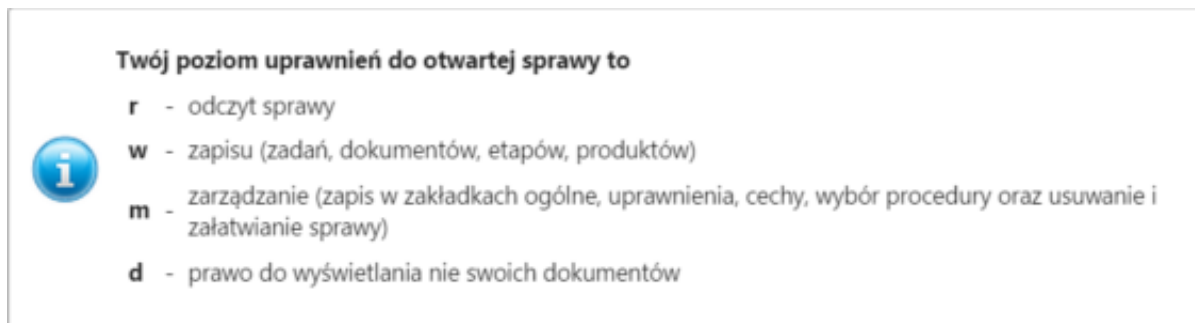 Twój poziom uprawnień do otwartej sprawy to
r - odczyt sprawy
w - zapisu (zadań, dokumentów, etapów, produktów)
m - zarządzanie (zapis w zakładkach ogólne, uprawnienia, cechy, wybór procedury oraz usuwanie i
załatwianie sprawy)
d - prawo do wyświetlania nie swoich dokumentów